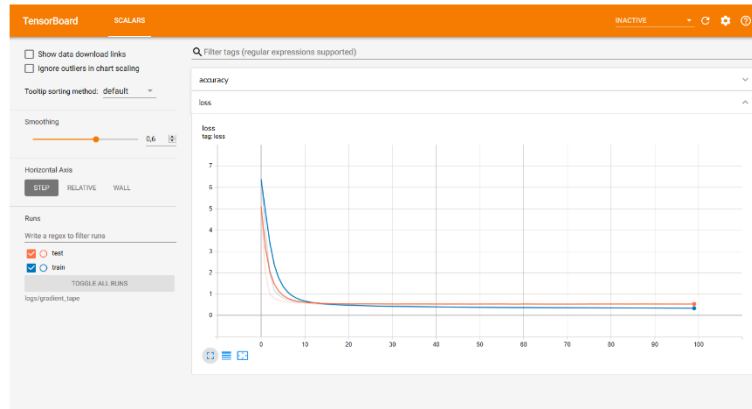 TensorBoard SCALARS INACTIVE
Show data download links
Ignore outliers in chart scaling
Tooltip sorting method: default
Smoothing
0,6
Horizontal Axis
STEP RELATIVE WALL
Runs
Write a regex to filter runs
test
train
TOGGLE ALL RUNS
logs/gradient_tape
Filter tags (regular expressions supported)
accuracy
loss
loss
tag: loss
7
6
5
4
3
2
1
0
0 10 20 30 40 50 60 70 80 90 100